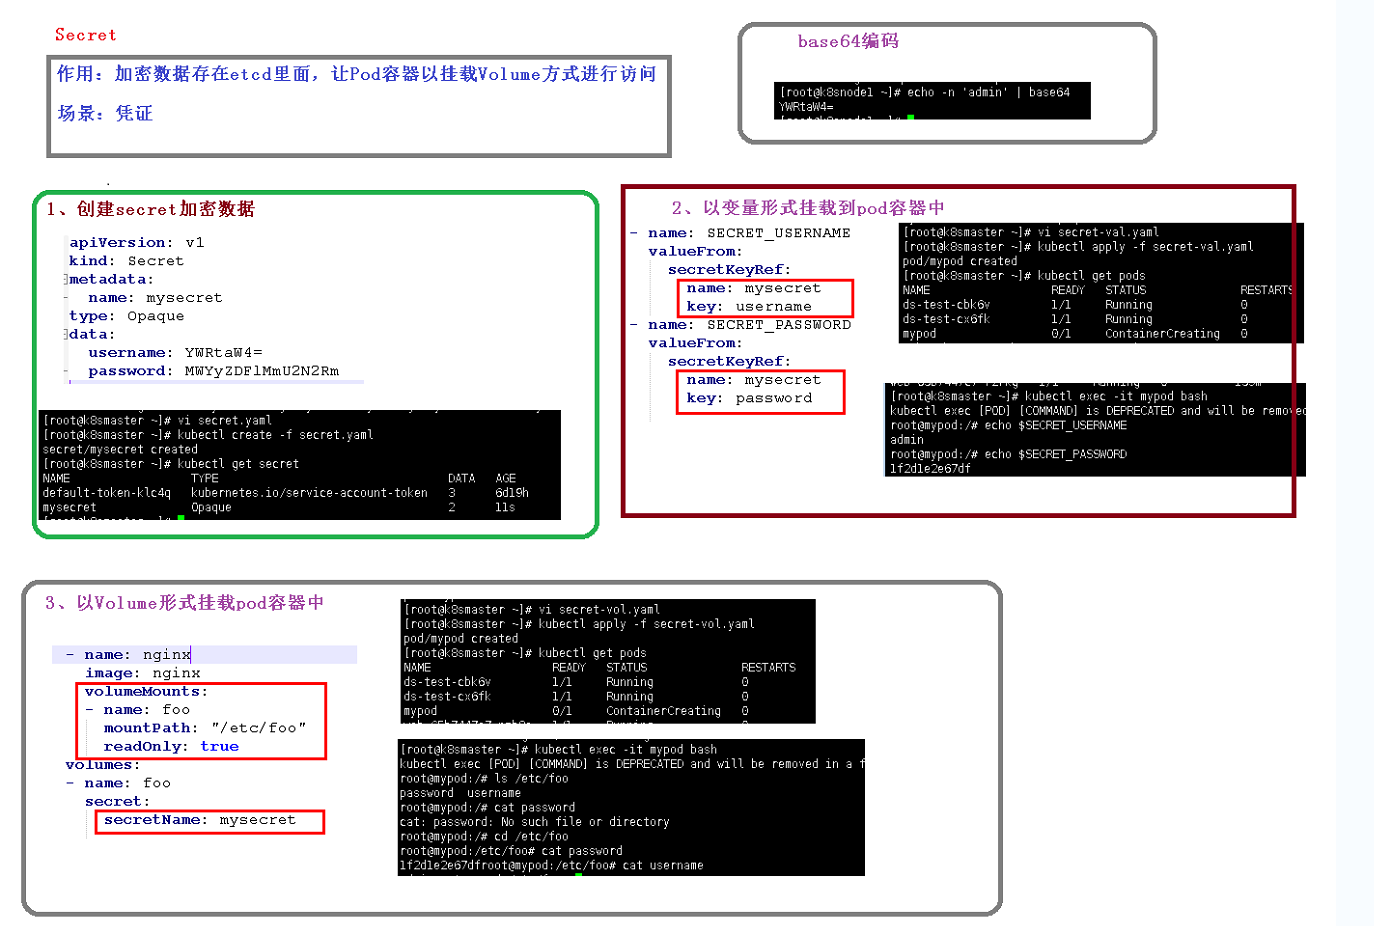 Secret
作用：加密数据存在etcd里面，让Pod容器以挂载Volume方式进行访问
场景：凭证
base64编码
[root@k8snode1 ~]# echo -n 'admin' | base64
YWRtaW4=
1、创建secret加密数据
apiVersion: v1
kind: Secret
metadata:
name: mysecret
type: Opaque
data:
username: YWRtaW4=
password: MWYyZDFlMmU2N2Rm
[root@k8smaster ~]# vi secret.yaml
[root@k8smaster ~]# kubectl create -f secret.yaml
secret/mysecret created
[root@k8smaster ~]# kubectl get secret
NAME TYPE DATA AGE
default-token-klc4q kubernetes.io/service-account-token 3 6d19h
mysecret Opaque 2 11s
2、以变量形式挂载到pod容器中
- name: SECRET_USERNAME
valueFrom:
secretKeyRef:
name: mysecret
key: username
- name: SECRET_PASSWORD
valueFrom:
secretKeyRef:
name: mysecret
key: password
[root@k8smaster ~]# vi secret-val.yaml
[root@k8smaster ~]# kubectl apply -f secret-val.yaml
pod/mypod created
[root@k8smaster ~]# kubectl get pods
NAME READY STATUS RESTARTS
ds-test-cbk6v 1/1 Running 0
ds-test-cx6fk 1/1 Running 0
mypod 0/1 ContainerCreating 0
[root@k8smaster ~]# kubectl exec -it mypod bash
kubectl exec [POD] [COMMAND] is DEPRECATED and will be removed
root@mypod:/# echo $SECRET_USERNAME
admin
root@mypod:/# echo $SECRET_PASSWORD
1f2d1e2e67df
3、以Volume形式挂载pod容器中
- name: nginx
image: nginx
volumeMounts:
- name: foo
mountPath: "/etc/foo"
readOnly: true
volumes:
- name: foo
secret:
secretName: mysecret
[root@k8smaster ~]# vi secret-vol.yaml
[root@k8smaster ~]# kubectl apply -f secret-vol.yaml
pod/mypod created
[root@k8smaster ~]# kubectl get pods
NAME READY STATUS RESTARTS
ds-test-cbk6v 1/1 Running 0
ds-test-cx6fk 1/1 Running 0
mypod 0/1 ContainerCreating 0
[root@k8smaster ~]# kubectl exec -it mypod bash
kubectl exec [POD] [COMMAND] is DEPRECATED and will be removed in a f
root@mypod:/# ls /etc/foo
password username
root@mypod:/# cat password
cat: password: No such file or directory
root@mypod:/# cd /etc/foo
root@mypod:/etc/foo# cat password
1f2d1e2e67dfroot@mypod:/etc/foo# cat username